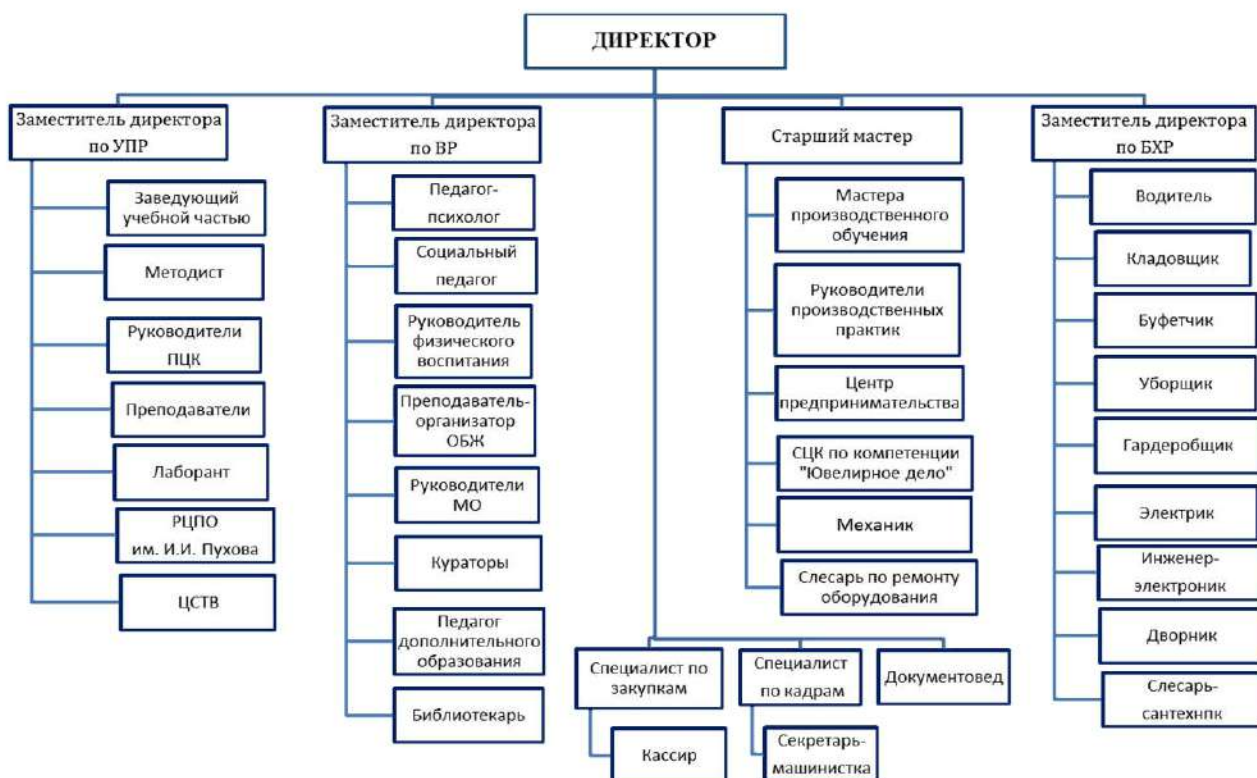 ДИРЕКТОР
Заместитель директора
по УПР
Заведующий
учебной частью
Методист
Руководители
ПЦК
Преподаватели
Лаборант
РЦПО
им. И.И. Пухова
ЦСТВ
Заместитель директора
по ВР
Педагог-
психолог
Социальный
педагог
Руководитель
физического
воспитания
Преподаватель-
организатор
ОБЖ
Руководители
МО
Кураторы
Педагог
дополнительного
образования
Библиотекарь
Старший мастер
Мастера
производственного
обучения
Руководители
производственных
практик
Центр
предпринимательства
СЦК по компетенции
"Ювелирное дело"
Механик
Слесарь по ремонту
оборудования
Заместитель директора
по БХР
Водитель
Кладовщик
Буфетчик
Уборщик
Гардеробщик
Электрик
Инженер-
электроник
Дворник
Слесарь-
сантехнпк
Специалист по
закупкам
Кассир
Специалист
по кадрам
Секретарь-
машинистка
Документовед